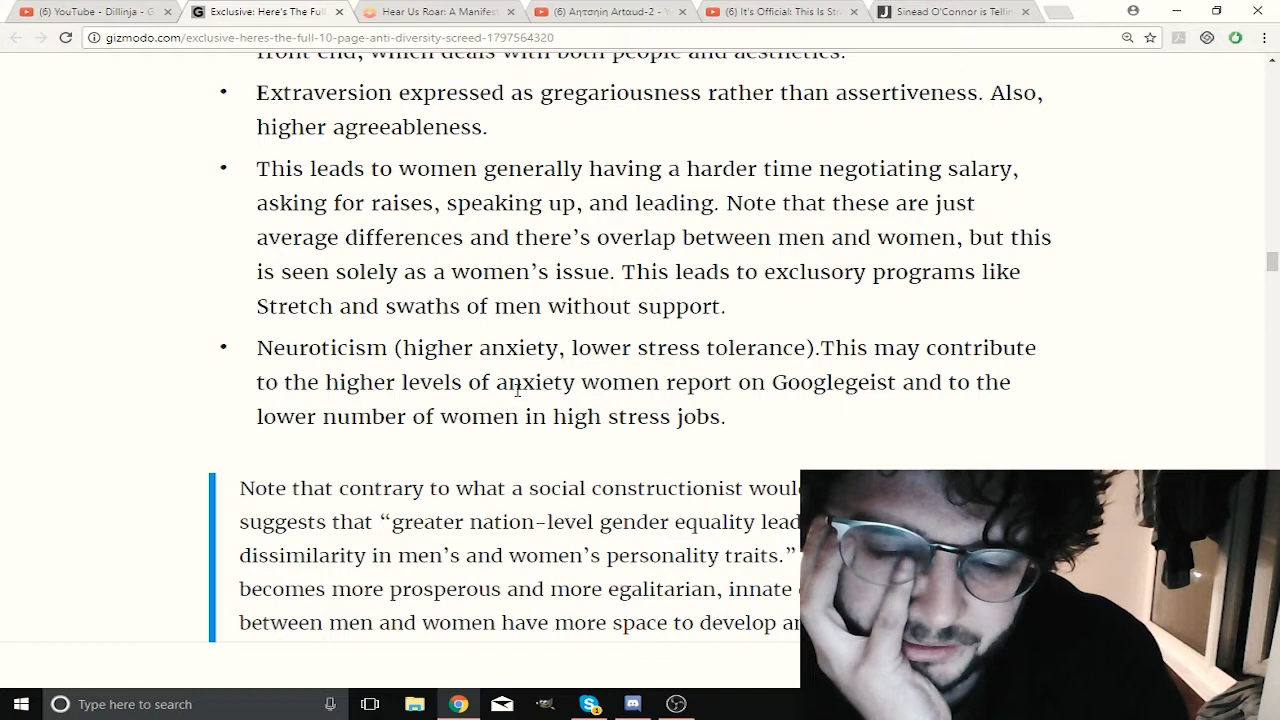 (6) YouTube - Dillinja - G
Exclusive: Here's The Full
Hear Us Roar: A Manifest
(6) It's Official: This Is Str
Sinead O'Connor is Tellin
gizmodo.com/exclusive-heres-the-full-10-page-anti-diversity-screed-1797564320
front end, which deals with both people and aesthetics.
• Extraversion expressed as gregariousness rather than assertiveness. Also,
higher agreeableness.
• This leads to women generally having a harder time negotiating salary,
asking for raises, speaking up, and leading. Note that these are just
average differences and there's overlap between men and women, but this
is seen solely as a women's issue. This leads to exclusory programs like
Stretch and swaths of men without support.
• Neuroticism (higher anxiety, lower stress tolerance).This may contribute
to the higher levels of anxiety women report on Googlegeist and to the
lower number of women in high stress jobs.
Note that contrary to what a social constructionist woul
suggests that “greater nation-level gender equality lead
dissimilarity in men's and women's personality traits.”
becomes more prosperous and more egalitarian, innate
between men and women have more space to develop an
Type here to search